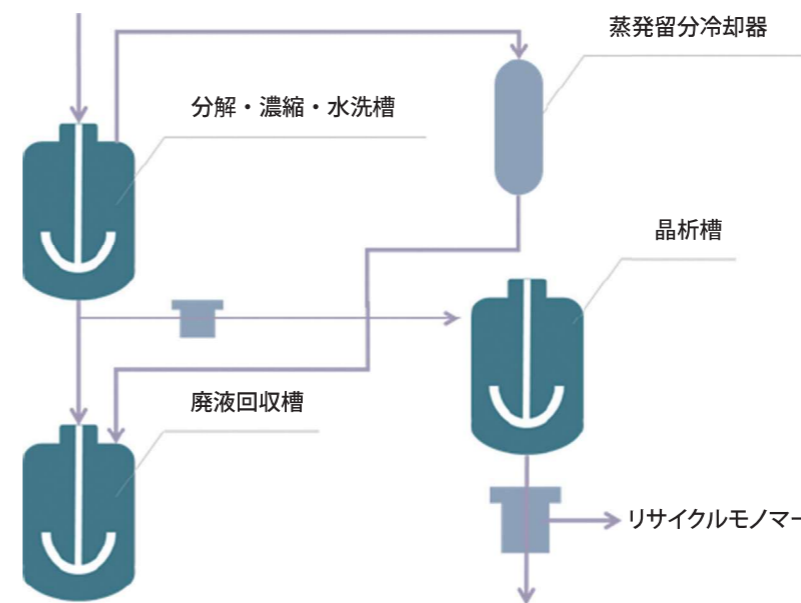 蒸発留分冷却器
分解・濃縮・水洗槽
晶析槽
廃液回収槽
リサイクルモノマー